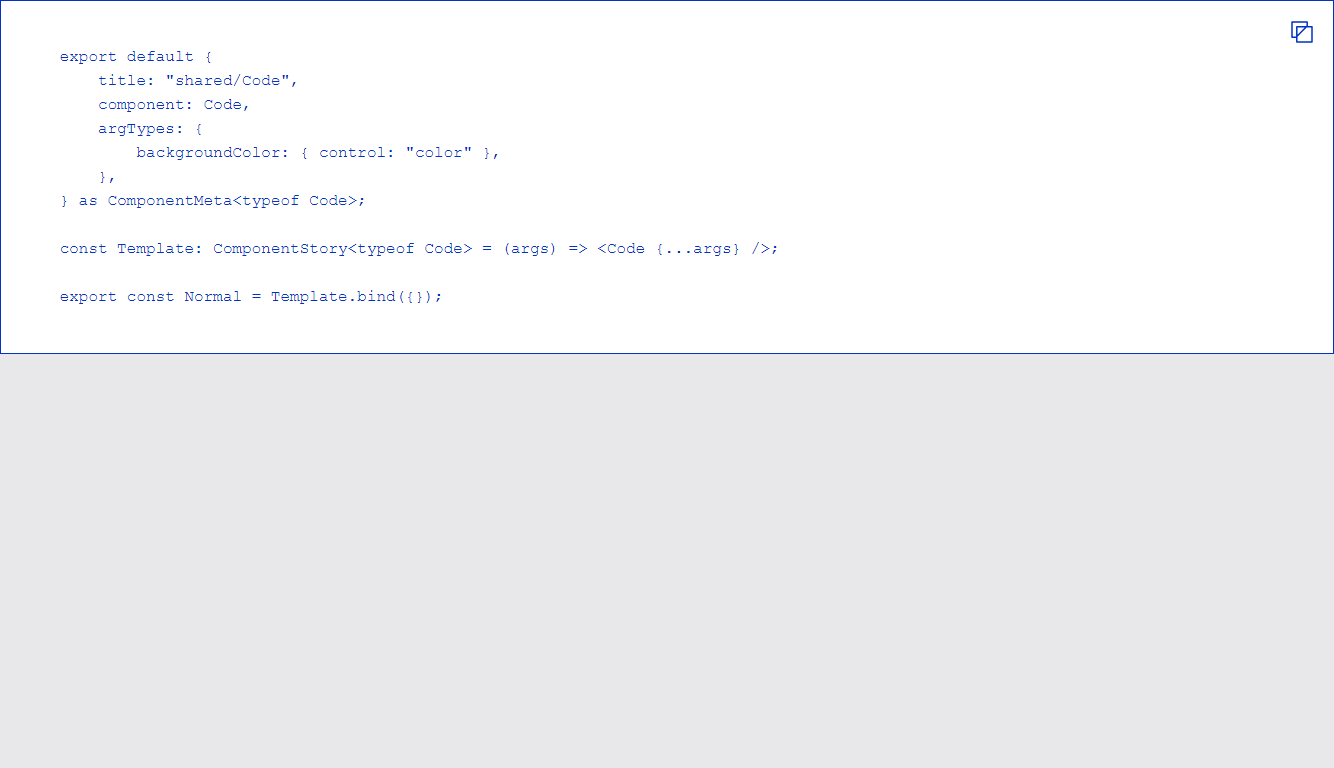 export default {
    title: "shared/Code",
    component: Code,
    argTypes: {
        backgroundColor: { control: "color" },
    },
} as ComponentMeta<typeof Code>;

const Template: ComponentStory<typeof Code> = (args) => <Code {...args} />;

export const Normal = Template.bind({});